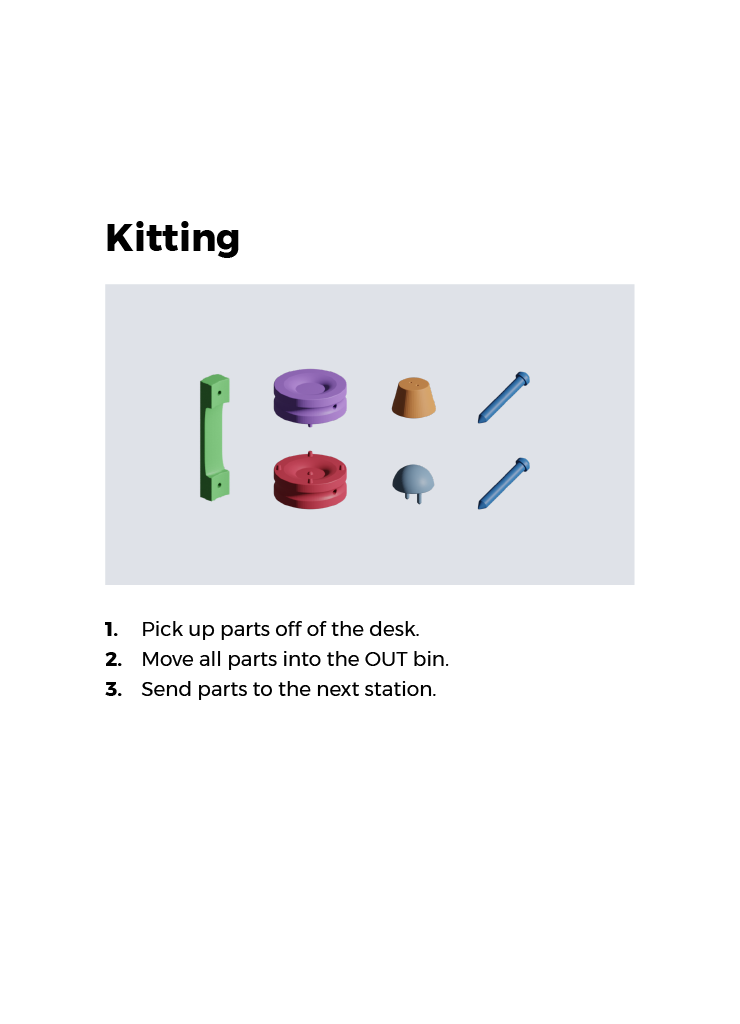 Kitting
1. Pick up parts off of the desk.
2. Move all parts into the OUT bin.
3. Send parts to the next station.